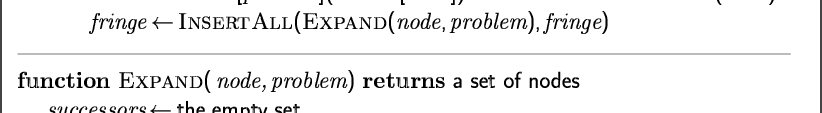 fringe ← INSERTALL(EXPAND(node, problem), fringe)
function EXPAND( node, problem) returns a set of nodes
successors ← the empty set